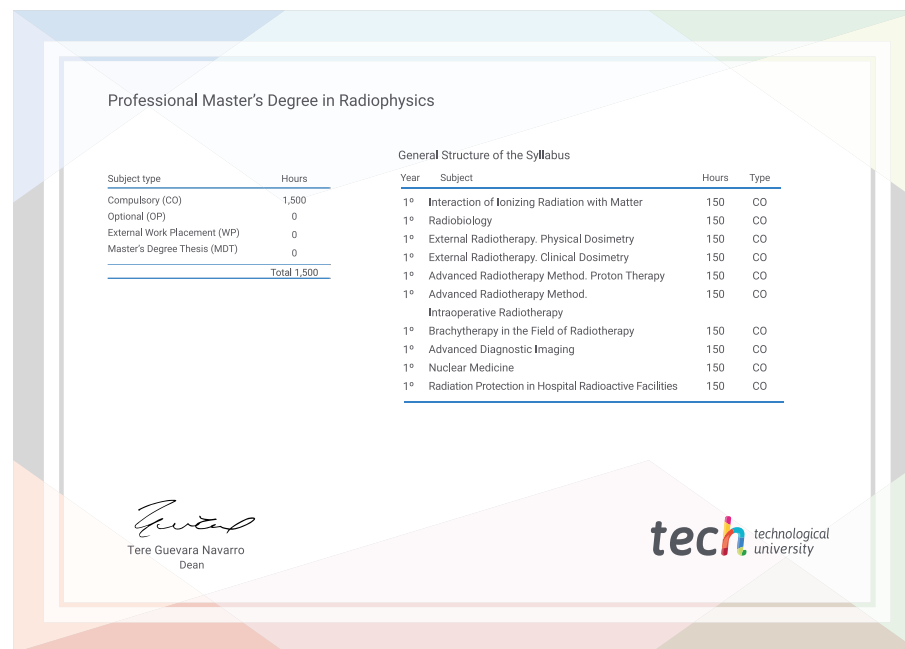 Professional Master's Degree in Radiophysics
Subject type Hours
Compulsory (CO) 1,500
Optional (OP) 0
External Work Placement (WP) 0
Master's Degree Thesis (MDT) 0
Total 1,500
General Structure of the Syllabus
Year Subject Hours Type
1º Interaction of Ionizing Radiation with Matter 150 CO
1º Radiobiology 150 CO
1º External Radiotherapy. Physical Dosimetry 150 CO
1º External Radiotherapy. Clinical Dosimetry 150 CO
1º Advanced Radiotherapy Method. Proton Therapy 150 CO
1º Advanced Radiotherapy Method. 150 CO
Intraoperative Radiotherapy
1º Brachytherapy in the Field of Radiotherapy 150 CO
1º Advanced Diagnostic Imaging 150 CO
1º Nuclear Medicine 150 CO
1º Radiation Protection in Hospital Radioactive Facilities 150 CO
Tere Guevara Navarro
Dean
tech technological
university